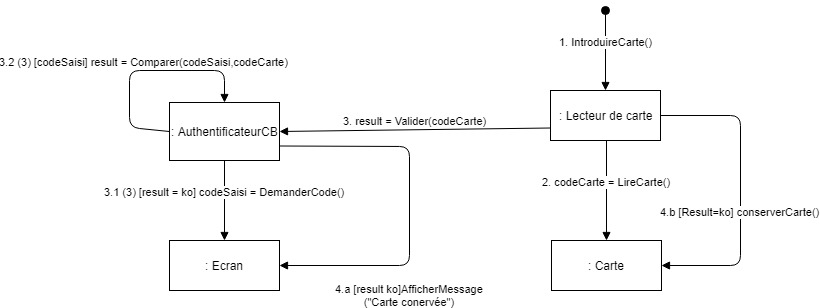 1. IntroduireCarte()
3.2 (3) [codeSaisi] result = Comparer(codeSaisi,codeCarte)
: Lecteur de carte
3. result = Valider(codeCarte)
: AuthentificateurCB
2. codeCarte = LireCarte()
3.1 (3) [result = ko] codeSaisi = DemanderCode()
4.b [Result=ko] conserverCarte()
: Ecran
: Carte
4.a [result ko]AfficherMessage
("Carte conervée")